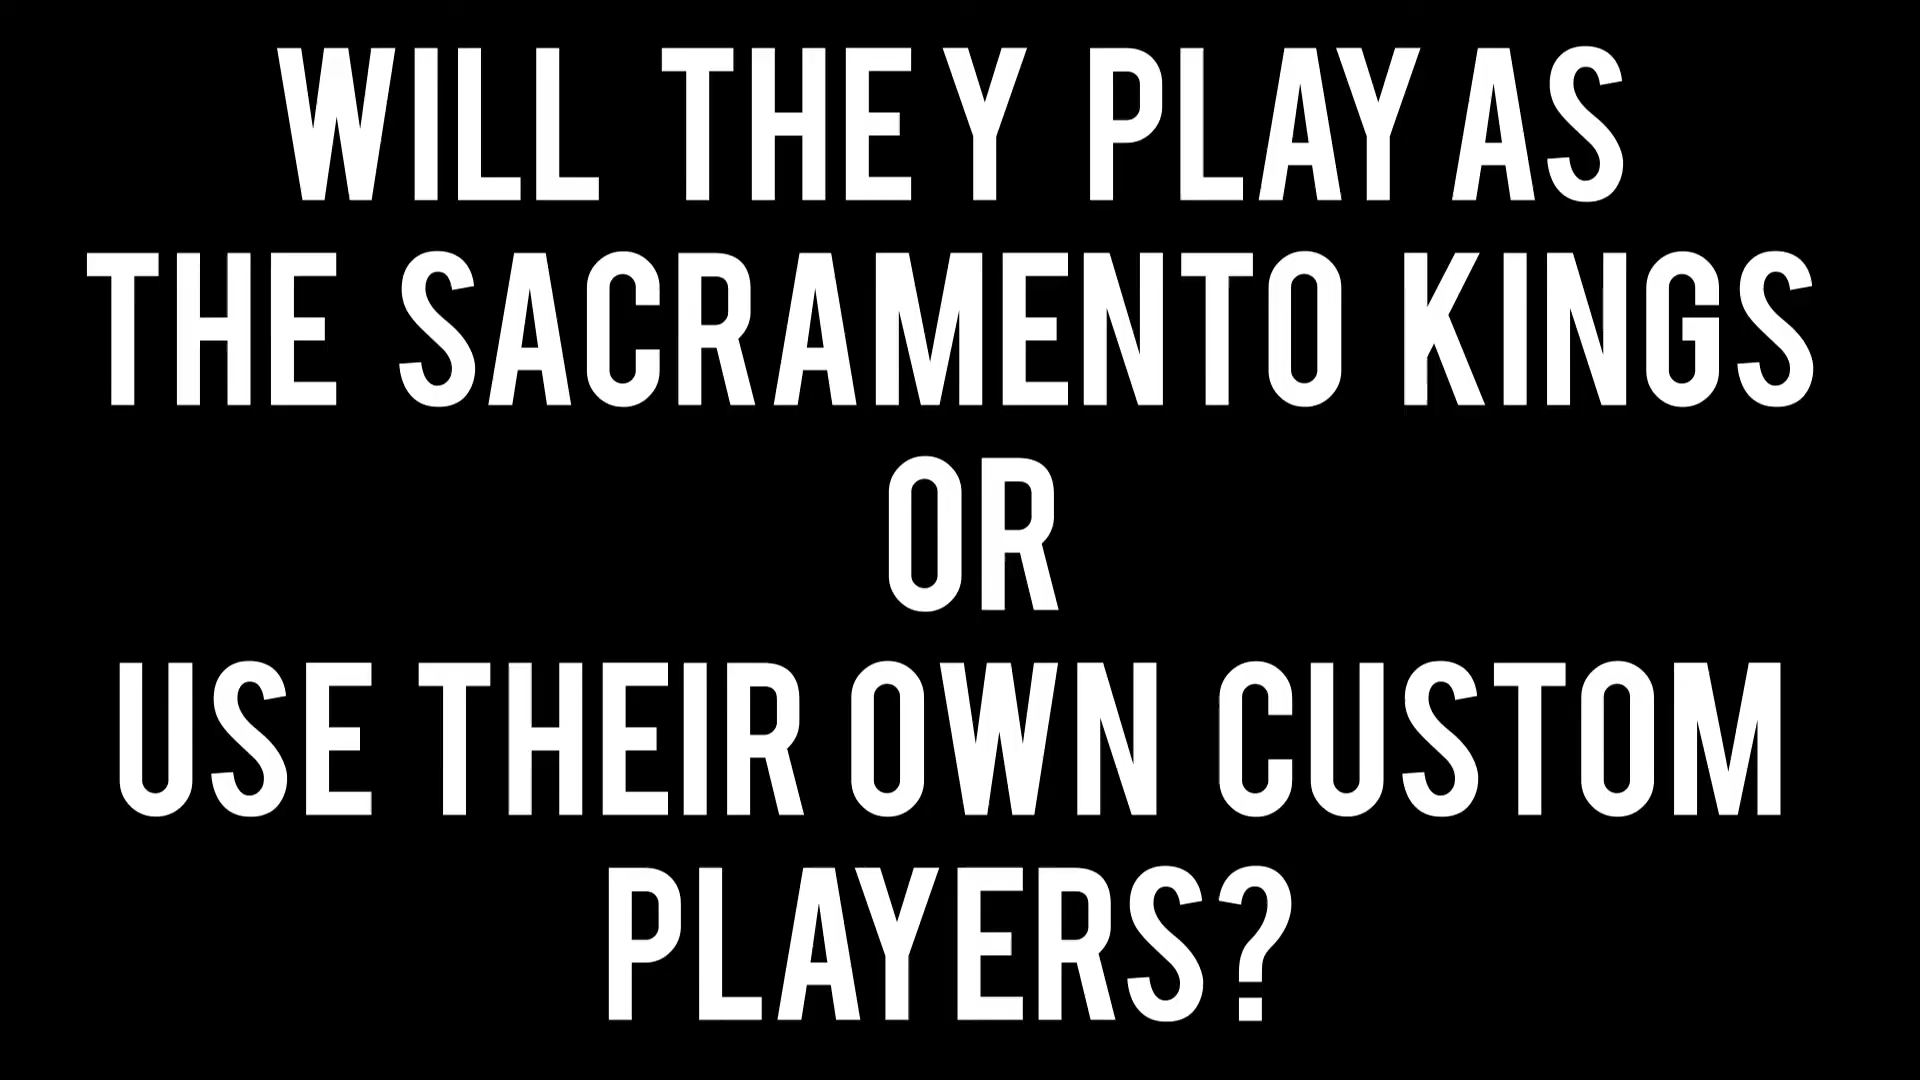 WILL THEY PLAY AS
THE SACRAMENTO KINGS
OR
USE THEIR OWN CUSTOM
PLAYERS?